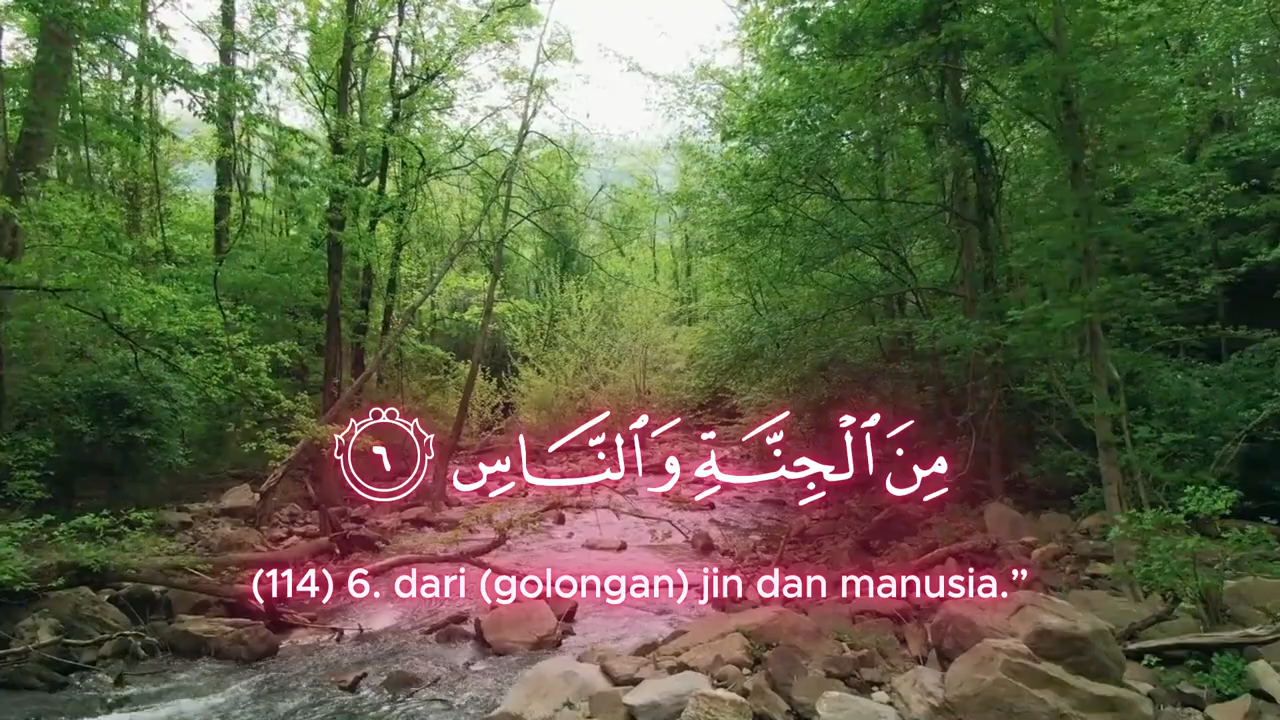 مِنَ ٱلْجِنَّةِ وَٱلنَّاسِ ٦
(114) 6. dari (golongan) jin dan manusia.”